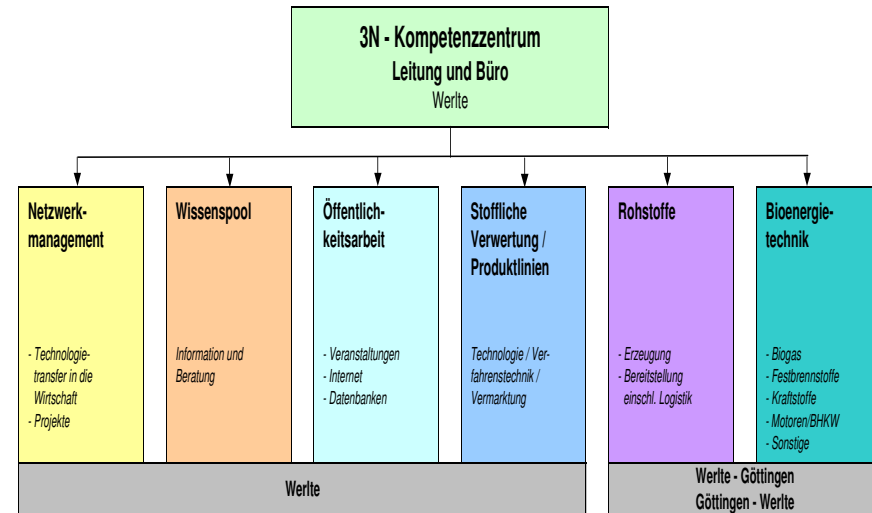 3N - Kompetenzzentrum
Leitung und Büro
Werlte
Netzwerk-
management
- Technologie-
transfer in die
Wirtschaft
- Projekte
Wissenspool
Information und
Beratung
Öffentlich-
keitsarbeit
- Veranstaltungen
- Internet
- Datenbanken
Stoffliche
Verwertung /
Produktlinien
Technologie / Ver-
fahrenstechnik /
Vermarktung
Rohstoffe
- Erzeugung
- Bereitstellung
einschl. Logistik
Bioenergie-
technik
- Biogas
- Festbrennstoffe
- Kraftstoffe
- Motoren/BHKW
- Sonstige
Werlte
Werlte - Göttingen
Göttingen - Werlte